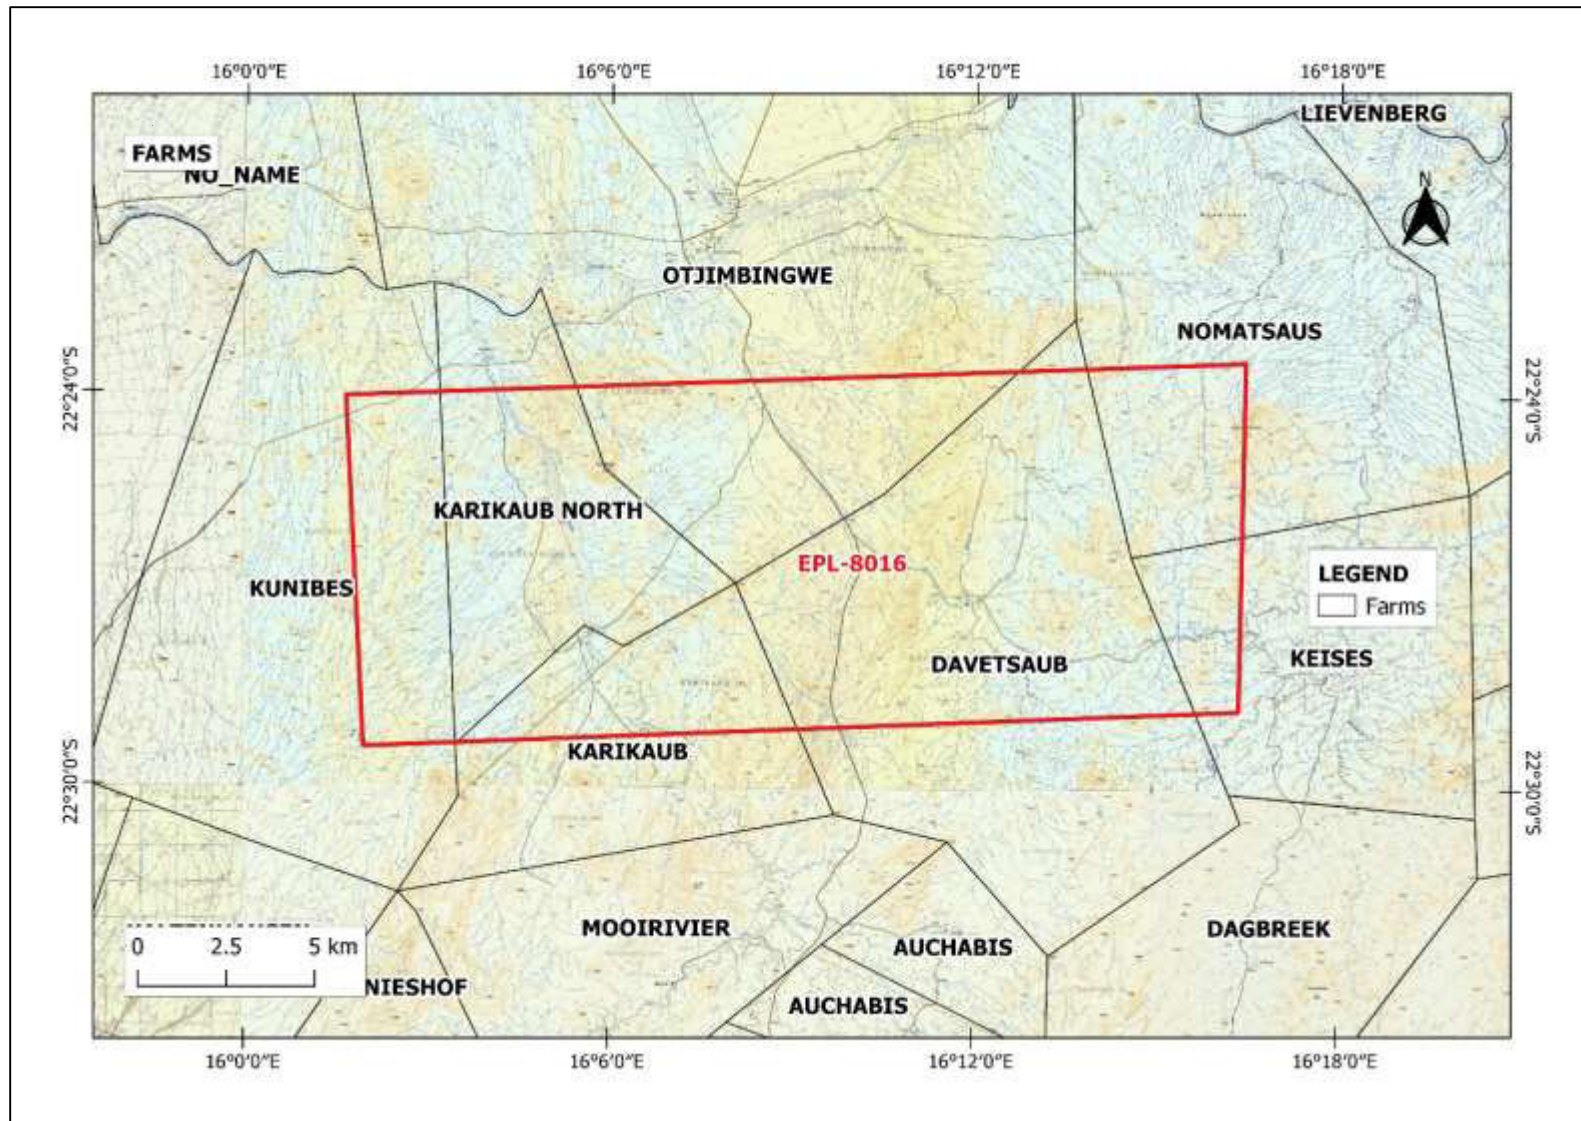 16°0'0"E 16°6'0"E 16°12'0"E 16°18'0"E
LIEVENBERG
FARMS
NO_NAME
N
OTJIMBINGWE
NOMATSAUS
22°24'0"S
22°24'0"S
KARIKAUB NORTH
EPL-8016
KUNIBES
LEGEND
Farms
DAVETSAUB
KEISES
KARIKAUB
22°30'0"S
22°30'0"S
MOOIRIVIER
AUCHABIS
DAGBREEK
0 2.5 5 km
NIESHOF
AUCHABIS
16°0'0"E 16°6'0"E 16°12'0"E 16°18'0"E